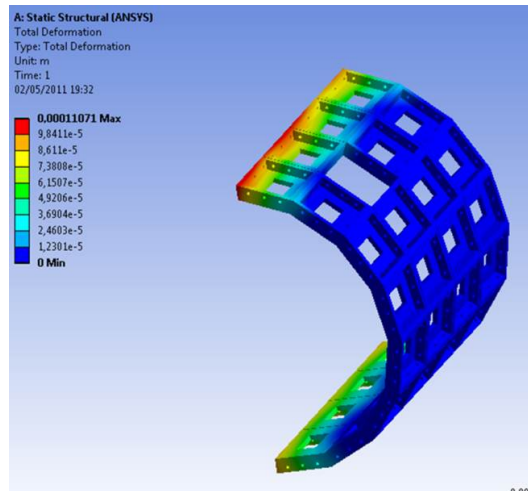 A: Static Structural (ANSYS)
Total Deformation
Type: Total Deformation
Unit: m
Time: 1
02/05/2011 19:32
0,00011071 Max
9,8411e-5
8,611e-5
7,3808e-5
6,1507e-5
4,9206e-5
3,6904e-5
2,4603e-5
1,2301e-5
0 Min